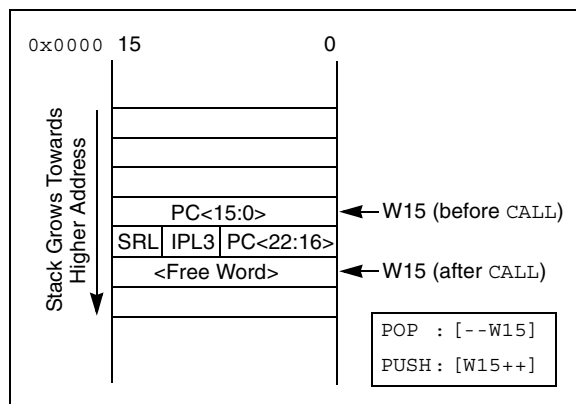 0x0000 15 0
Stack Grows Towards
Higher Address
PC<15:0>
W15 (before CALL)
SRL IPL3 PC<22:16>
<Free Word>
W15 (after CALL)
POP : [--W15]
PUSH : [W15++]